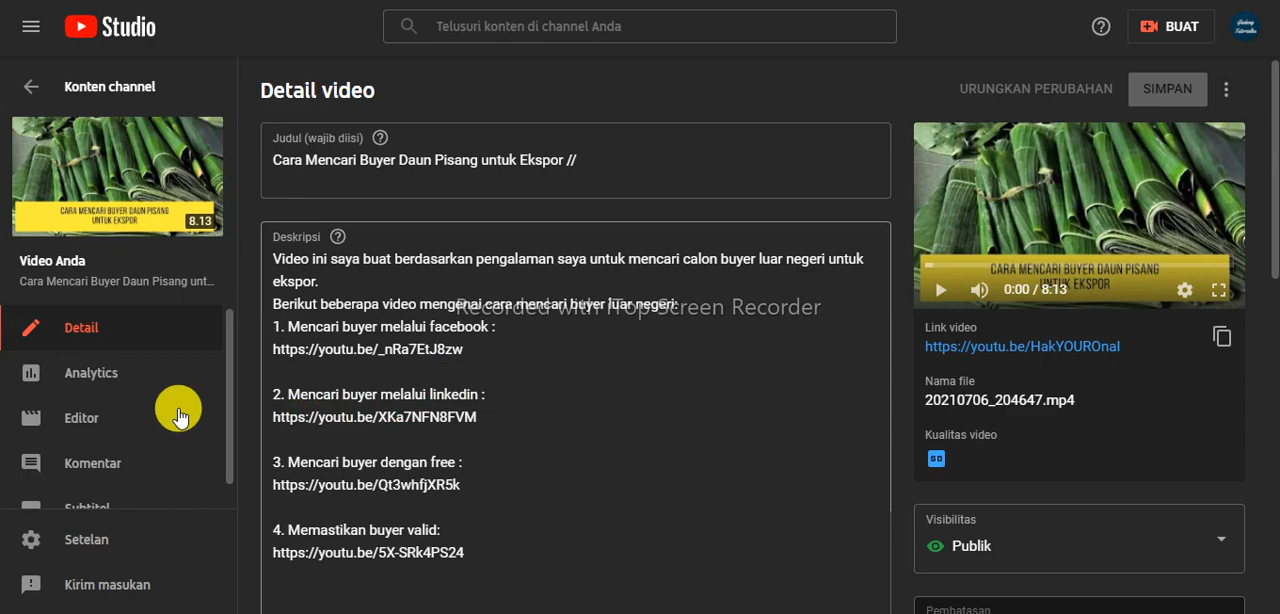 Studio
Telusuri konten di channel Anda
BUAT
Konten channel
CARA MENCARI BUYER DAUN PISANG
UNTUK EKSPOR
8.13
Video Anda
Cara Mencari Buyer Daun Pisang unt...
Detail
Analytics
Editor
Komentar
Subtitel
Setelan
Kirim masukan
Detail video
URUNGKAN PERUBAHAN
SIMPAN
Judul (wajib diisi)
Cara Mencari Buyer Daun Pisang untuk Ekspor //
Deskripsi
Video ini saya buat berdasarkan pengalaman saya untuk mencari calon buyer luar negeri untuk
ekspor.
Berikut beberapa video mengenai cara mencari buyer luar negeri:
Recorded with iTop Screen Recorder
1. Mencari buyer melalui facebook :
https://youtu.be/_nRa7EtJ8zw
2. Mencari buyer melalui linkedin :
https://youtu.be/XKa7NFN8FVM
3. Mencari buyer dengan free :
https://youtu.be/Qt3whfjXR5k
4. Memastikan buyer valid:
https://youtu.be/5X-SRk4PS24
CARA MENCARI BUYER DAUN PISANG
UNTUK EKSPOR
0:00 / 8:13
Link video
https://youtu.be/HakYOUROnaI
Nama file
20210706_204647.mp4
Kualitas video
SD
Visibilitas
Publik
Pembatasan